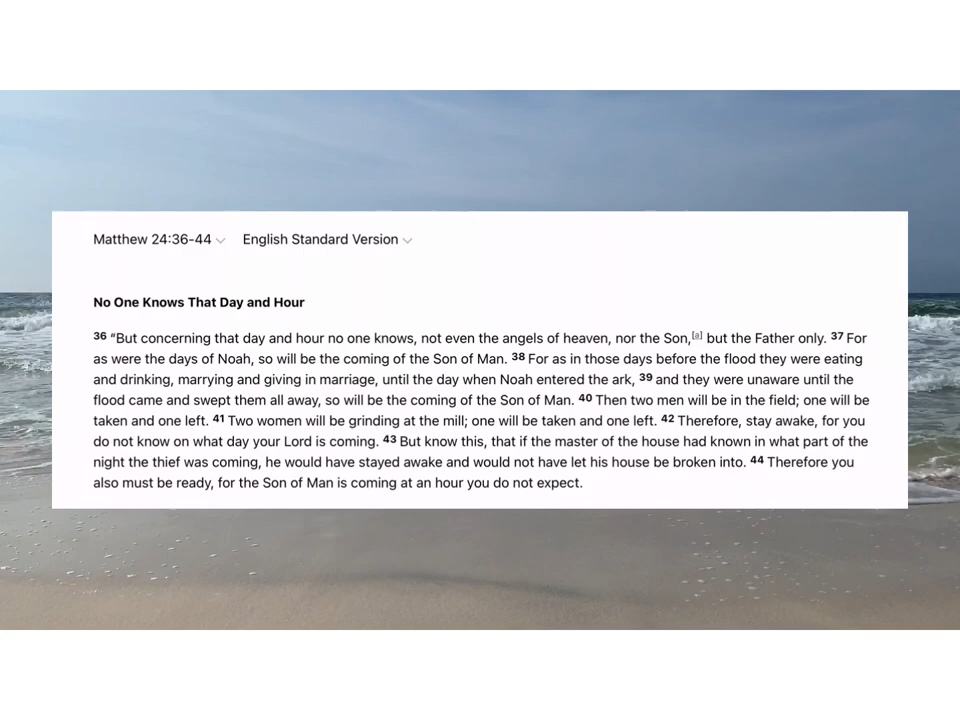 Matthew 24:36-44 English Standard Version
No One Knows That Day and Hour
36 “But concerning that day and hour no one knows, not even the angels of heaven, nor the Son,[a] but the Father only. 37 For
as were the days of Noah, so will be the coming of the Son of Man. 38 For as in those days before the flood they were eating
and drinking, marrying and giving in marriage, until the day when Noah entered the ark, 39 and they were unaware until the
flood came and swept them all away, so will be the coming of the Son of Man. 40 Then two men will be in the field; one will be
taken and one left. 41 Two women will be grinding at the mill; one will be taken and one left. 42 Therefore, stay awake, for you
do not know on what day your Lord is coming. 43 But know this, that if the master of the house had known in what part of the
night the thief was coming, he would have stayed awake and would not have let his house be broken into. 44 Therefore you
also must be ready, for the Son of Man is coming at an hour you do not expect.